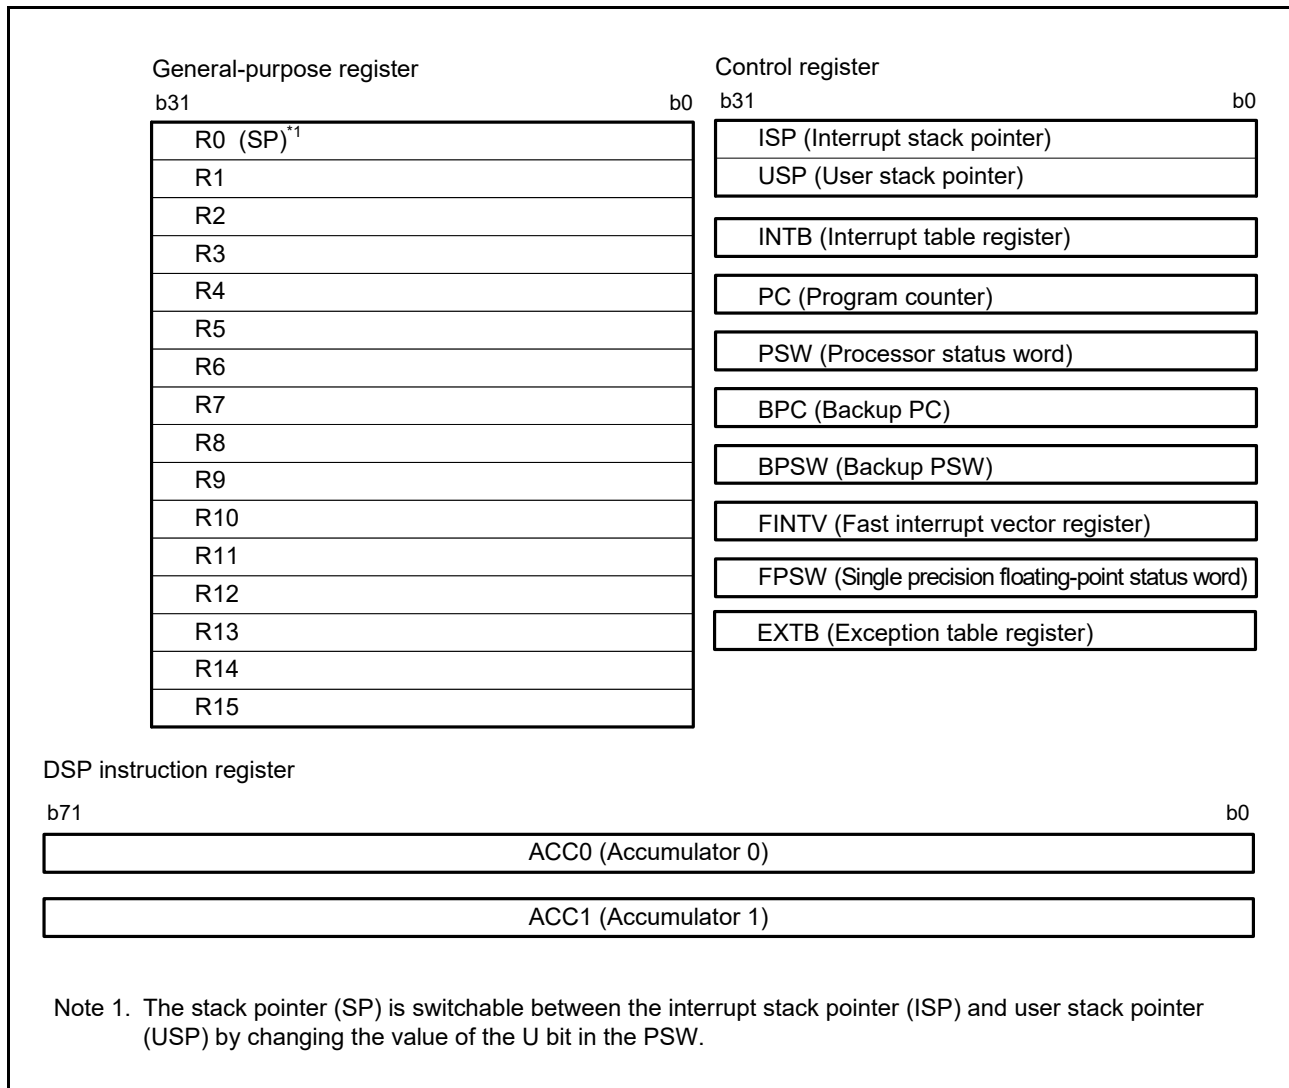 General-purpose register
b31 b0
R0 (SP)*1
R1
R2
R3
R4
R5
R6
R7
R8
R9
R10
R11
R12
R13
R14
R15
Control register
b31 b0
ISP (Interrupt stack pointer)
USP (User stack pointer)
INTB (Interrupt table register)
PC (Program counter)
PSW (Processor status word)
BPC (Backup PC)
BPSW (Backup PSW)
FINTV (Fast interrupt vector register)
FPSW (Single precision floating-point status word)
EXTB (Exception table register)
DSP instruction register
b71 b0
ACC0 (Accumulator 0)
ACC1 (Accumulator 1)
Note 1. The stack pointer (SP) is switchable between the interrupt stack pointer (ISP) and user stack pointer
(USP) by changing the value of the U bit in the PSW.